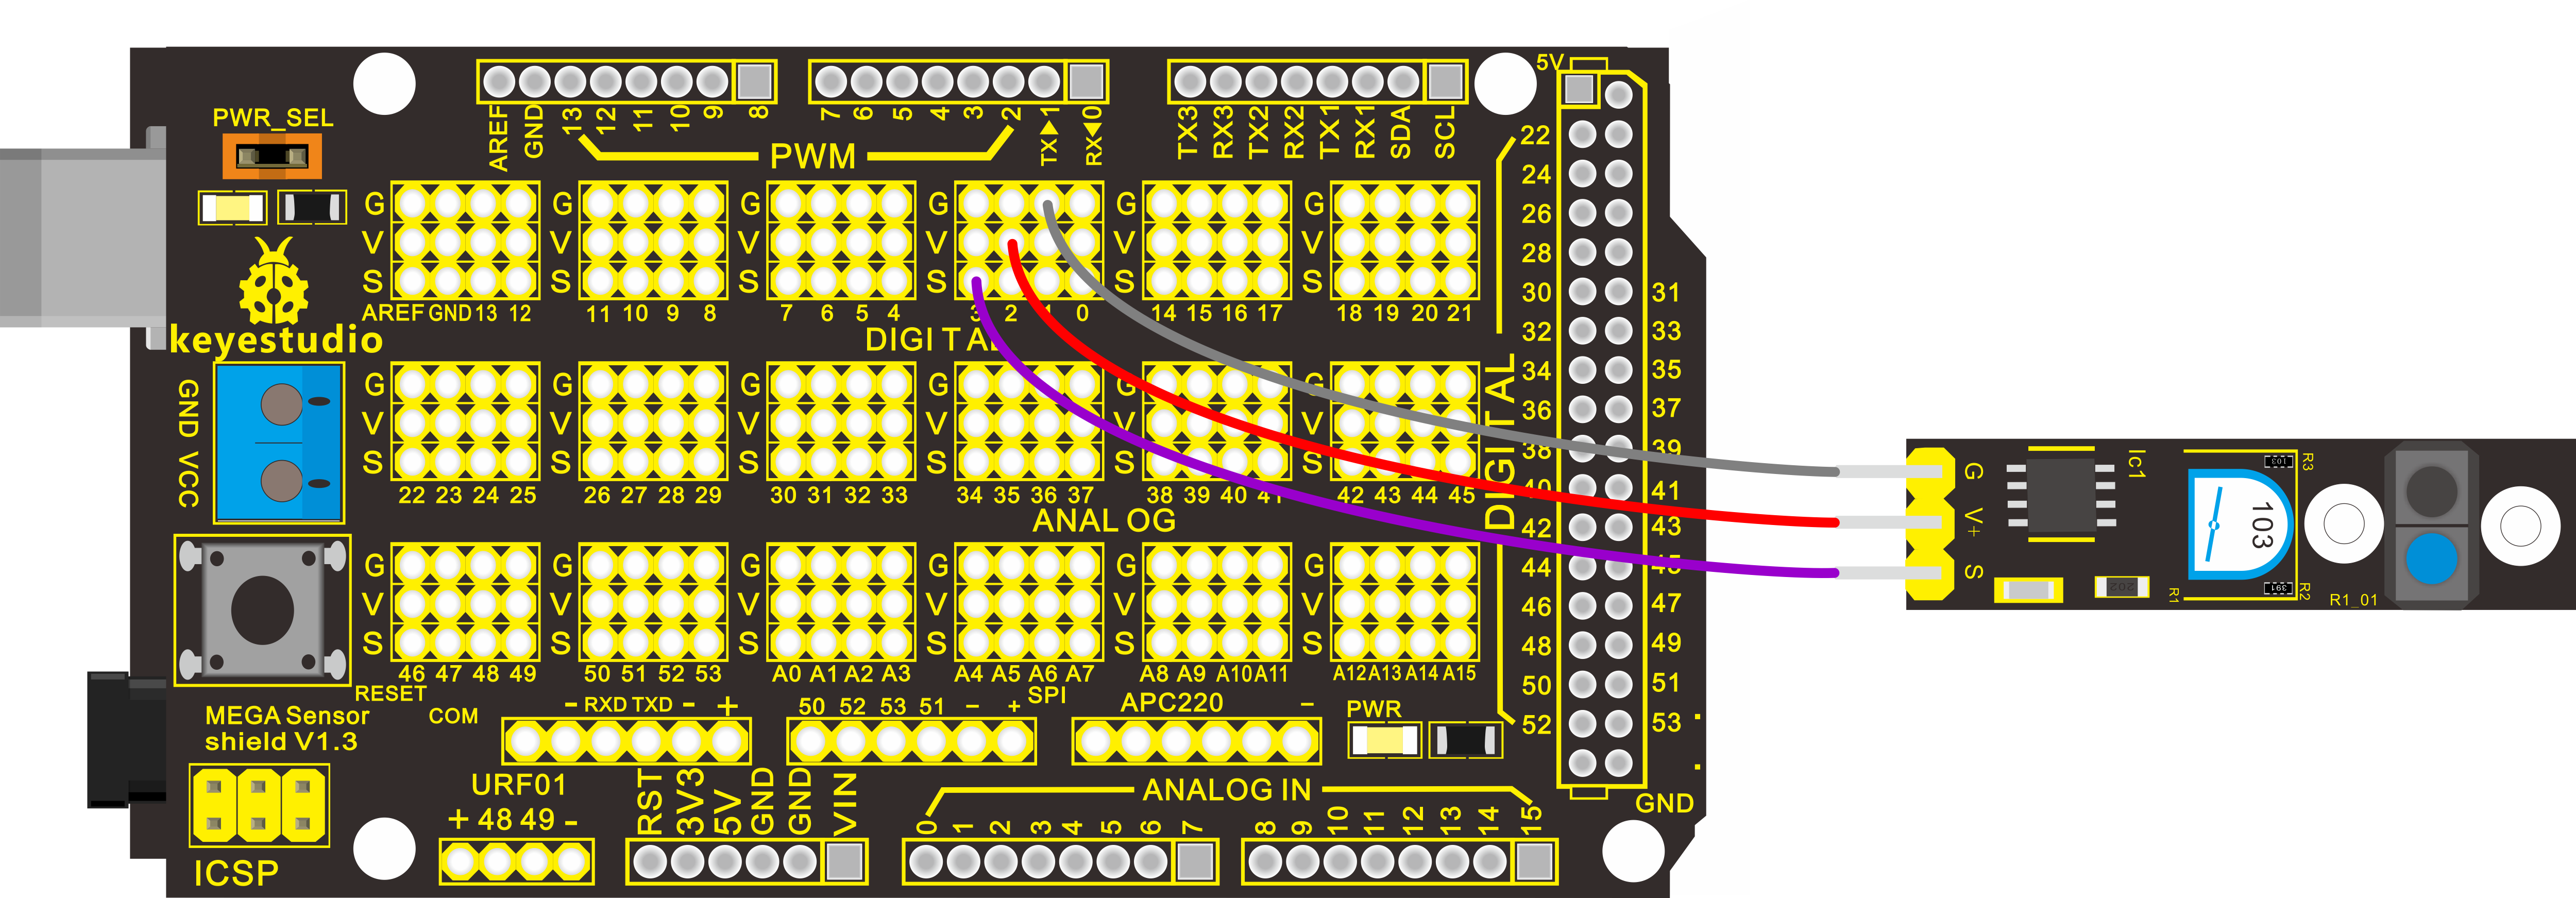 5V
PWR_SEL
AREF GND 13 12 11 10 9 8
7 6 5 4 3 2 TX▶1 RX◀0
TX3 RX3 TX2 RX2 TX1 RX1 SDA SCL
PWM
G G G G G G
V V V V V V
S S S S S S
AREF GND 13 12 11 10 9 8 7 6 5 4 3 2 1 0 14 15 16 17 18 19 20 21
DIGITAL
keyestudio
GND VCC
G G G G G G
V V V V V V
S S S S S S
22 23 24 25 26 27 28 29 30 31 32 33 34 35 36 37 38 39 40 41 42 43 44 45
ANALOG
G G G G G G
V V V V V V
S S S S S S
46 47 48 49 50 51 52 53 A0 A1 A2 A3 A4 A5 A6 A7 A8 A9 A10 A11 A12 A13 A14 A15
RESET
COM
- RXD TXD - +
50 52 53 51 - +
SPI
APC220 -
PWR
MEGA Sensor
shield V1.3
ICSP
URF01
+ 48 49 -
RST 3V3 5V GND GND VIN
ANALOG IN
0 1 2 3 4 5 6 7
8 9 10 11 12 13 14 15
DIGITAL
22
24
26
28
30 31
32 33
34 35
36 37
38 39
40 41
42 43
44 45
46 47
48 49
50 51
52 53
GND
G
V+
S
Ic1
103
103
R3
391
R2
R1
202
R1_01